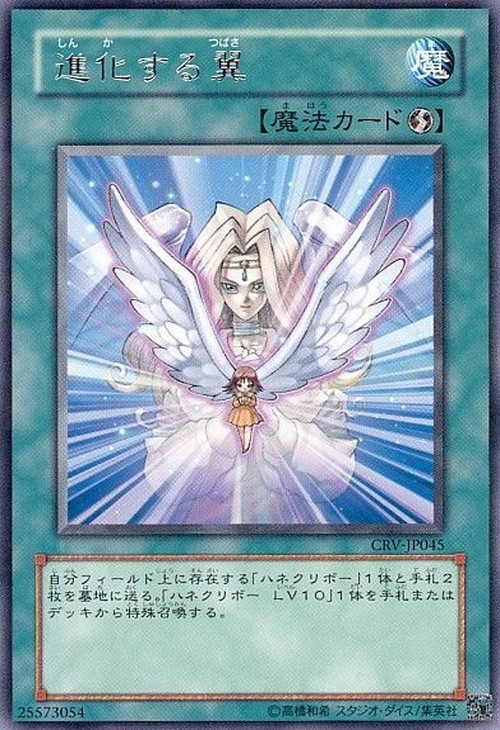 進化する翼
魔
【魔法カード】
CRV-JP045
自分フィールド上に存在する「ハネクリボー」1体と手札2
枚を墓地に送る。「ハネクリボー LV10」1体を手札または
デッキから特殊召喚する。
25573054
©高橋和希 スタジオ・ダイス/集英社